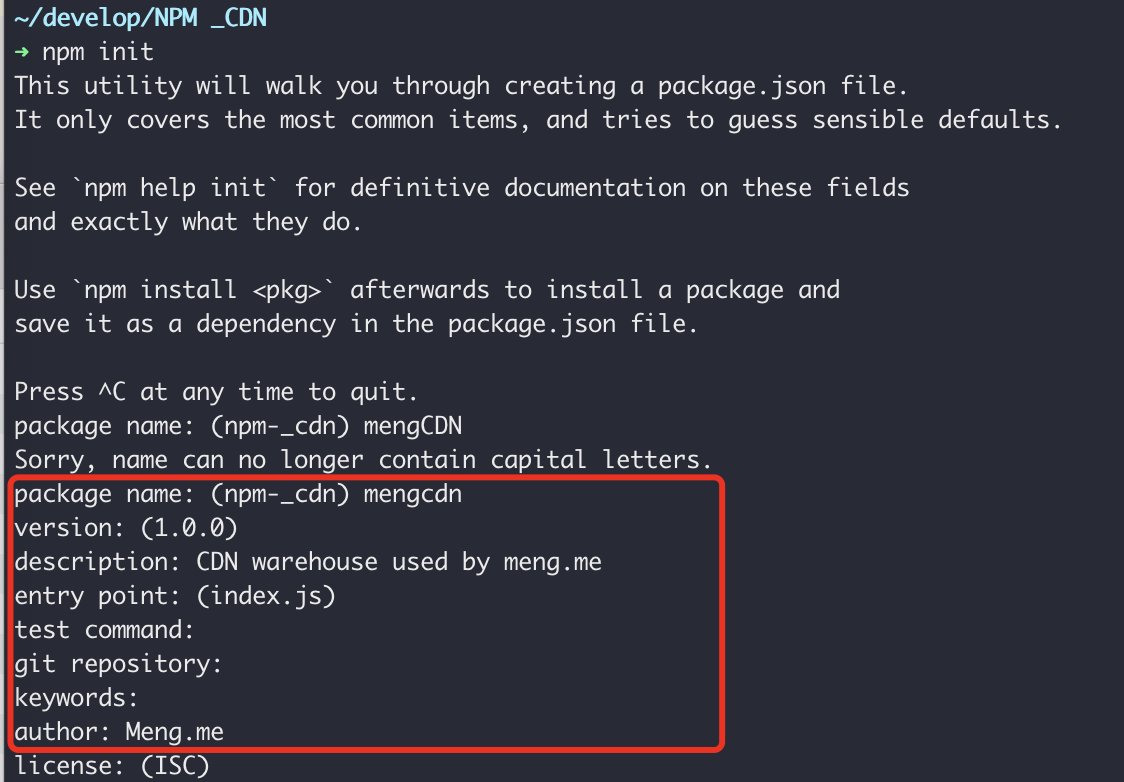 ~/develop/NPM _CDN
➜ npm init
This utility will walk you through creating a package.json file.
It only covers the most common items, and tries to guess sensible defaults.
See `npm help init` for definitive documentation on these fields
and exactly what they do.
Use `npm install <pkg>` afterwards to install a package and
save it as a dependency in the package.json file.
Press ^C at any time to quit.
package name: (npm-_cdn) mengCDN
Sorry, name can no longer contain capital letters.
package name: (npm-_cdn) mengcdn
version: (1.0.0)
description: CDN warehouse used by meng.me
entry point: (index.js)
test command:
git repository:
keywords:
author: Meng.me
license: (ISC)